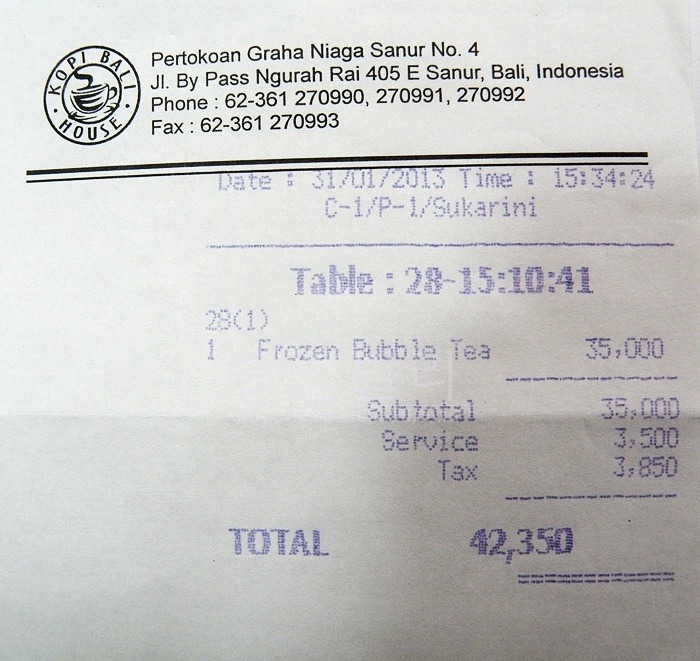 KOPI BALI HOUSE
Pertokoan Graha Niaga Sanur No. 4
Jl. By Pass Ngurah Rai 405 E Sanur, Bali, Indonesia
Phone : 62-361 270990, 270991, 270992
Fax : 62-361 270993
Date : 31/01/2013 Time : 15:34:24
C-1/P-1/Sukarini
Table : 28-15:10:41
28(1)
1 Frozen Bubble Tea 35,000
Subtotal 35,000
Service 3,500
Tax 3,850
TOTAL 42,350